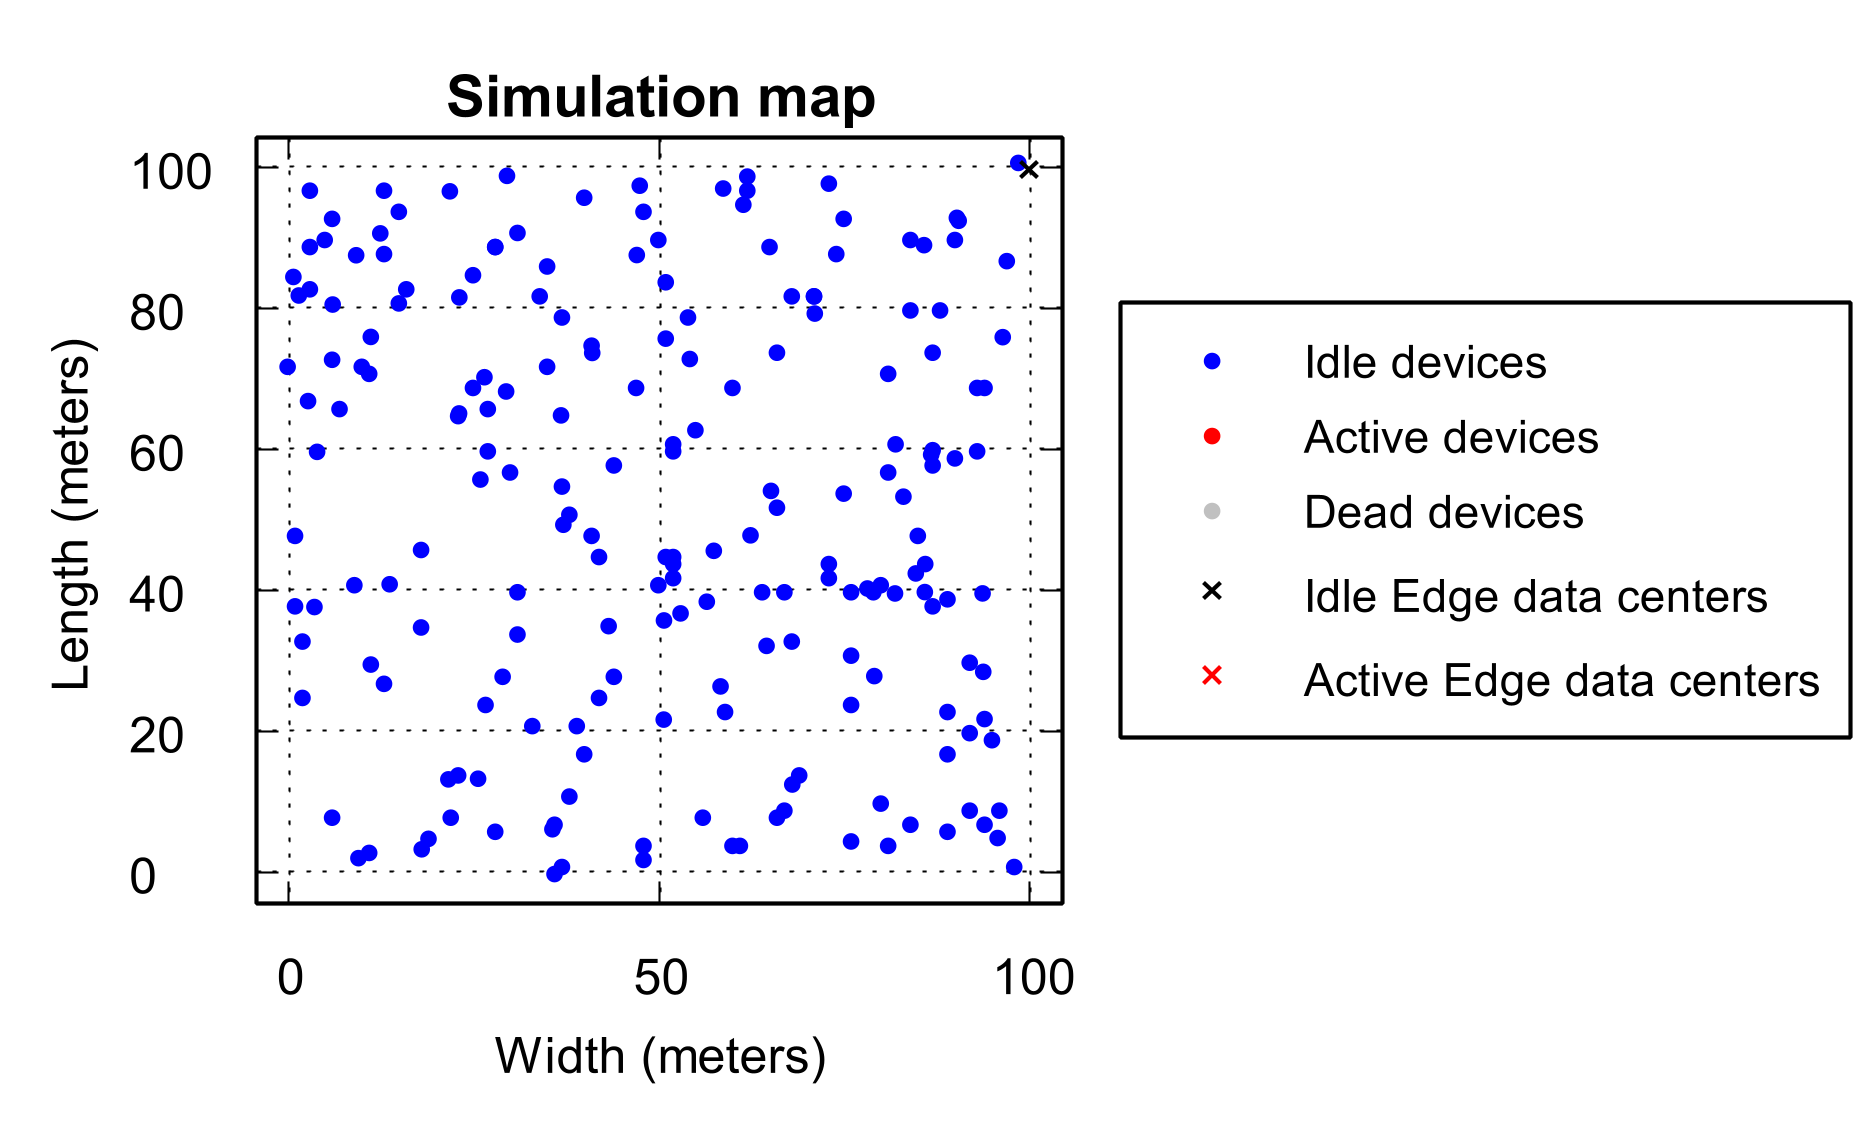 Simulation map
100
80
60
40
20
0
Length (meters)
0 50 100
Width (meters)
Idle devices
Active devices
Dead devices
Idle Edge data centers
Active Edge data centers